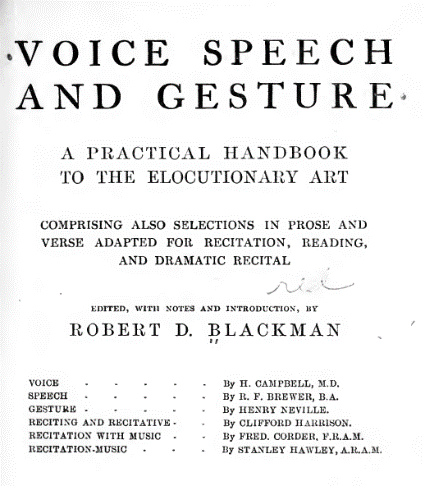 VOICE SPEECH
AND GESTURE
A PRACTICAL HANDBOOK
TO THE ELOCUTIONARY ART
COMPRISING ALSO SELECTIONS IN PROSE AND
VERSE ADAPTED FOR RECITATION, READING,
AND DRAMATIC RECITAL
EDITED, WITH NOTES AND INTRODUCTION, BY
ROBERT D. BLACKMAN
VOICE - - - - - By H. CAMPBELL, M.D.
SPEECH - - - - - By R. F. BREWER, B.A.
GESTURE - - - - - By HENRY NEVILLE.
RECITING AND RECITATIVE - - By CLIFFORD HARRISON.
RECITATION WITH MUSIC - - By FRED. CORDER, F.R.A.M.
RECITATION-MUSIC - - - By STANLEY HAWLEY, A.R.A.M.